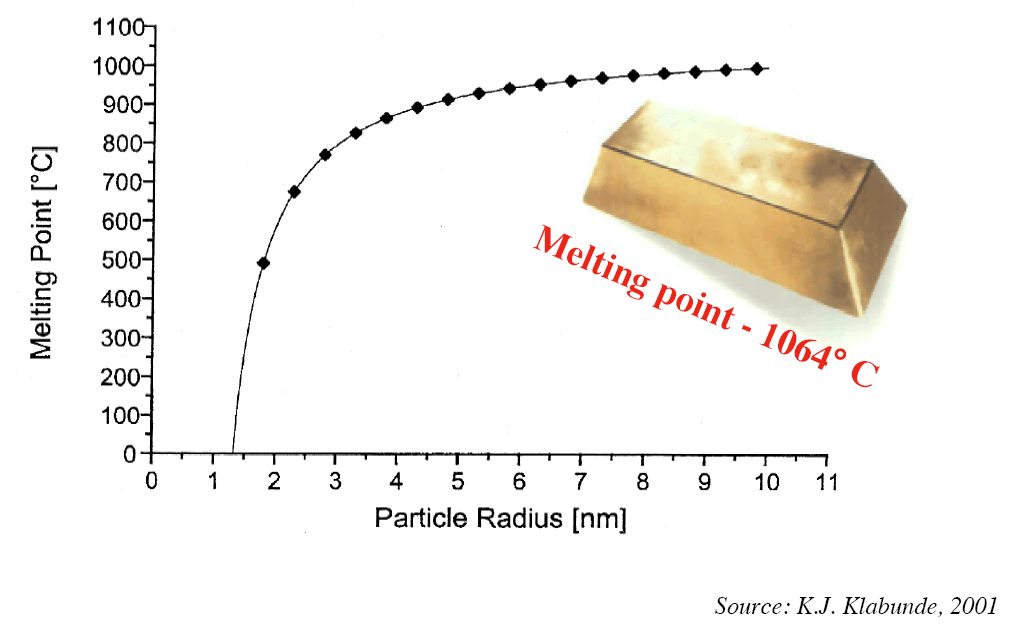 1100
1000
900
800
700
600
500
400
300
200
100
0
Melting Point [°C]
0 1 2 3 4 5 6 7 8 9 10 11
Particle Radius [nm]
Melting point - 1064° C
Source: K.J. Klabunde, 2001